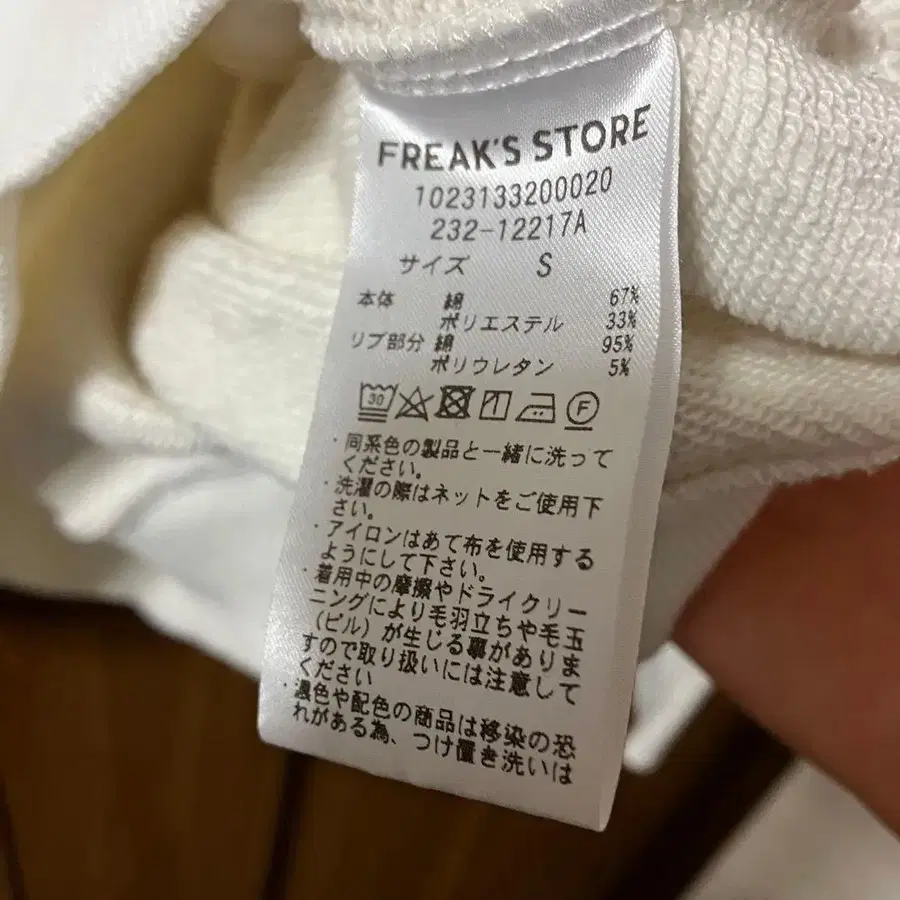 FREAK'S STORE
1023133200020
232-12217A
サイズ S
本体 綿 67%
ポリエステル 33%
リブ部分 綿 95%
ポリウレタン 5%
30 F
・同系色の製品と一緒に洗って
ください。
・洗濯の際はネットをご使用下
さい。
・アイロンはあて布を使用する
ようにして下さい。
・着用中の摩擦やドライクリー
ニングにより毛羽立ちや毛玉
（ピル）が生じる事がありま
すので取り扱いには注意して
ください
・濃色や配色の商品は移染の恐
れがある為、つけ置き洗いは